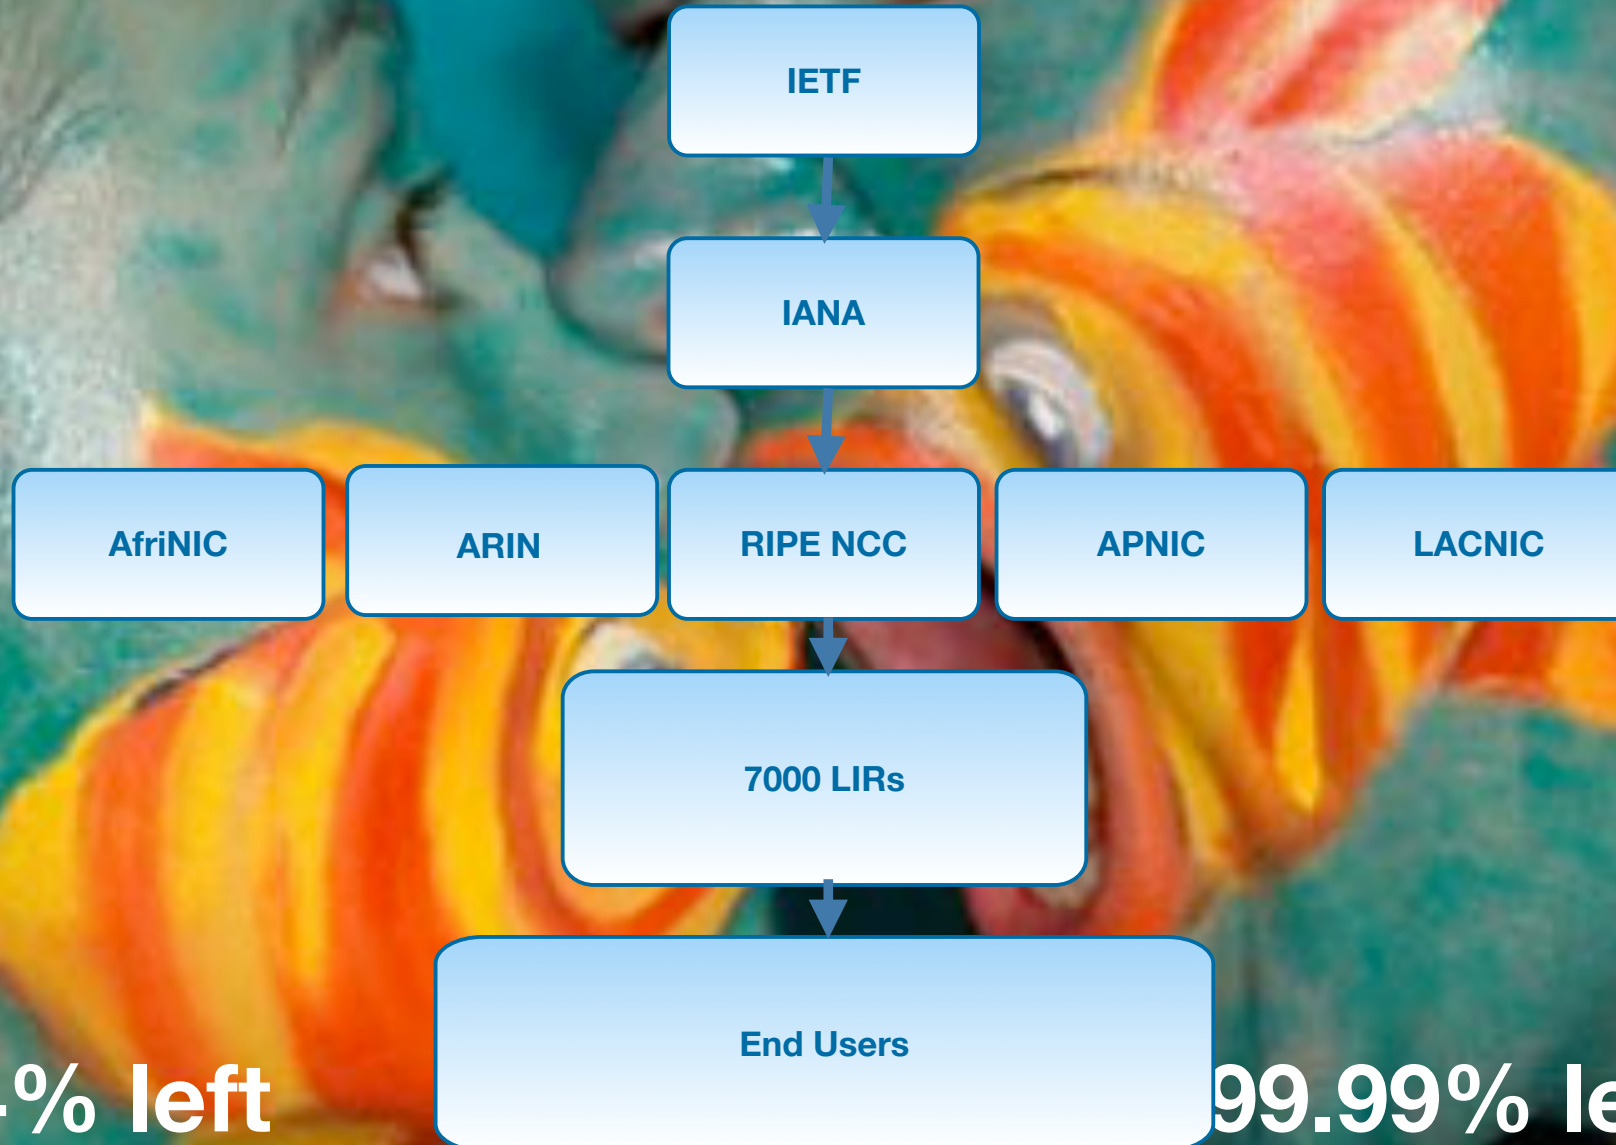 IETF
IANA
AfriNIC
ARIN
RIPE NCC
APNIC
LACNIC
7000 LIRs
End Users
% left
99.99%